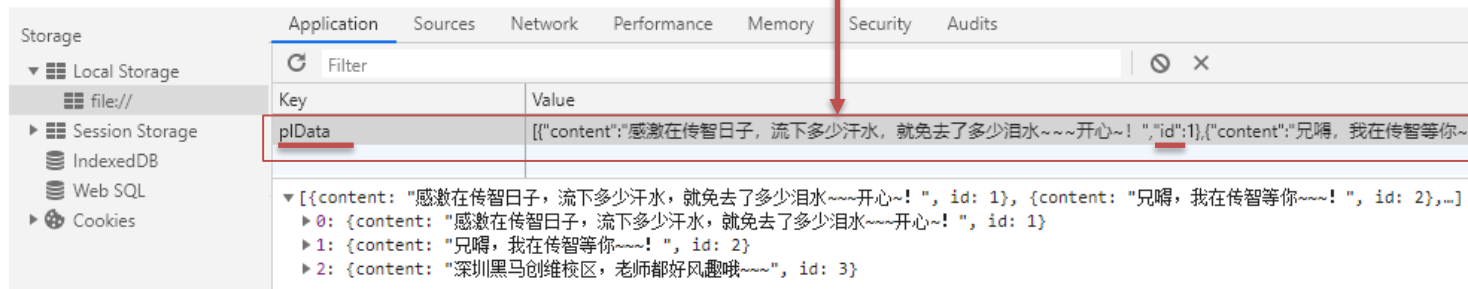 Application Sources Network Performance Memory Security Audits
Storage
Filter
Local Storage
file://
Key Value
Session Storage
plData [{"content":"感激在传智日子，流下多少汗水，就免去了多少泪水~~~开心~！","id":1},{"content":"兄嘚，我在传智等你~
IndexedDB
Web SQL
Cookies
[{content: "感激在传智日子，流下多少汗水，就免去了多少泪水~~~开心~！", id: 1}, {content: "兄嘚，我在传智等你~~~！", id: 2},…]
0: {content: "感激在传智日子，流下多少汗水，就免去了多少泪水~~~开心~！", id: 1}
1: {content: "兄嘚，我在传智等你~~~！", id: 2}
2: {content: "深圳黑马创维校区，老师都好风趣哦~~~", id: 3}